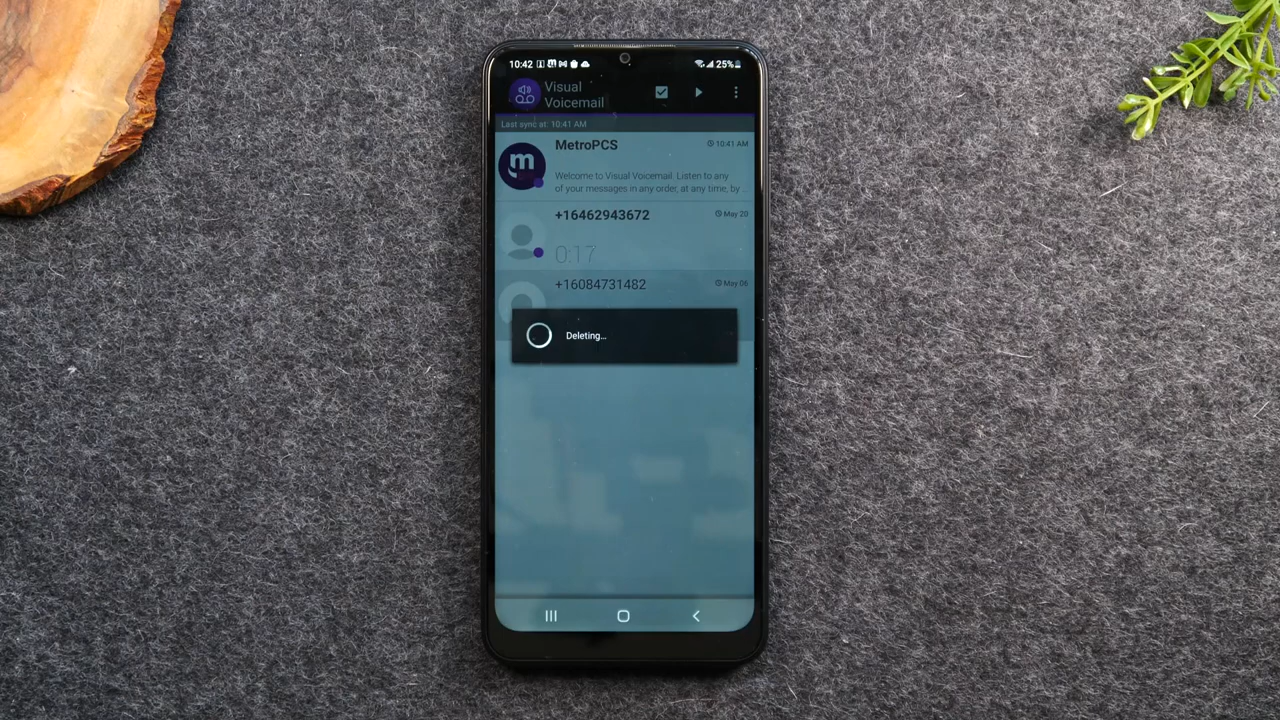 10:42 25%
Visual
Voicemail
Last sync at: 10:41 AM
MetroPCS 10:41 AM
m
Welcome to Visual Voicemail. Listen to any
of your messages in any order, at any time, by ...
+16462943672 May 20
0:17
+16084731482 May 06
Deleting...